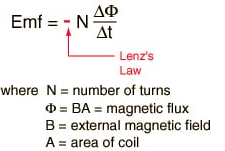 Emf = - N ΔΦ/Δt
Lenz's
Law
where N = number of turns
Φ = BA = magnetic flux
B = external magnetic field
A = area of coil